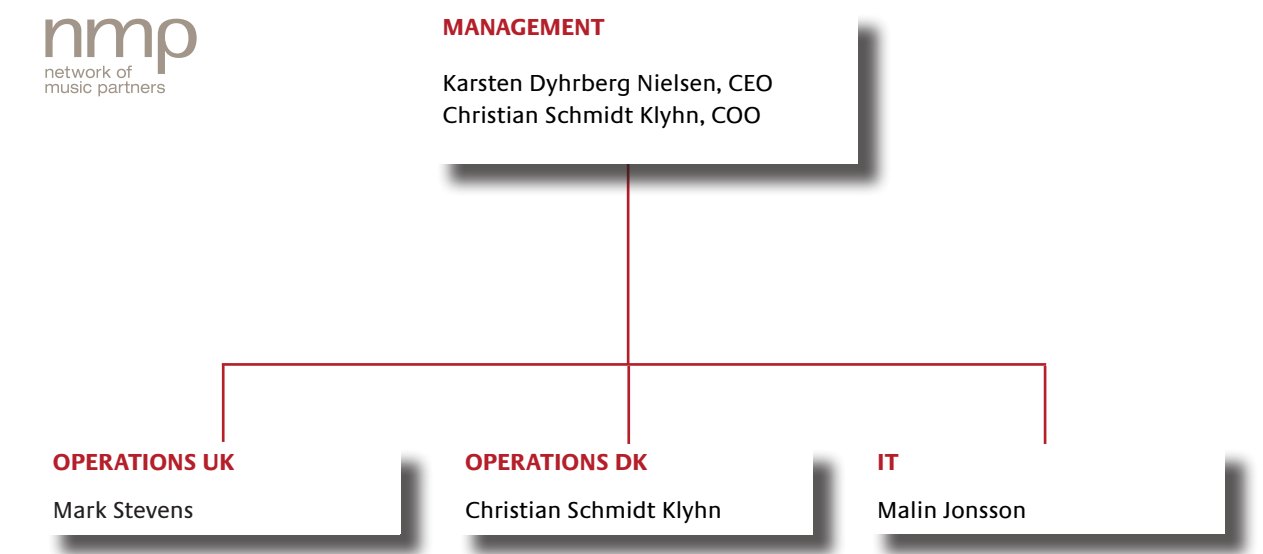 nmp
network of
music partners
MANAGEMENT
Karsten Dyhrberg Nielsen, CEO
Christian Schmidt Klyhn, COO
OPERATIONS UK
Mark Stevens
OPERATIONS DK
Christian Schmidt Klyhn
IT
Malin Jonsson